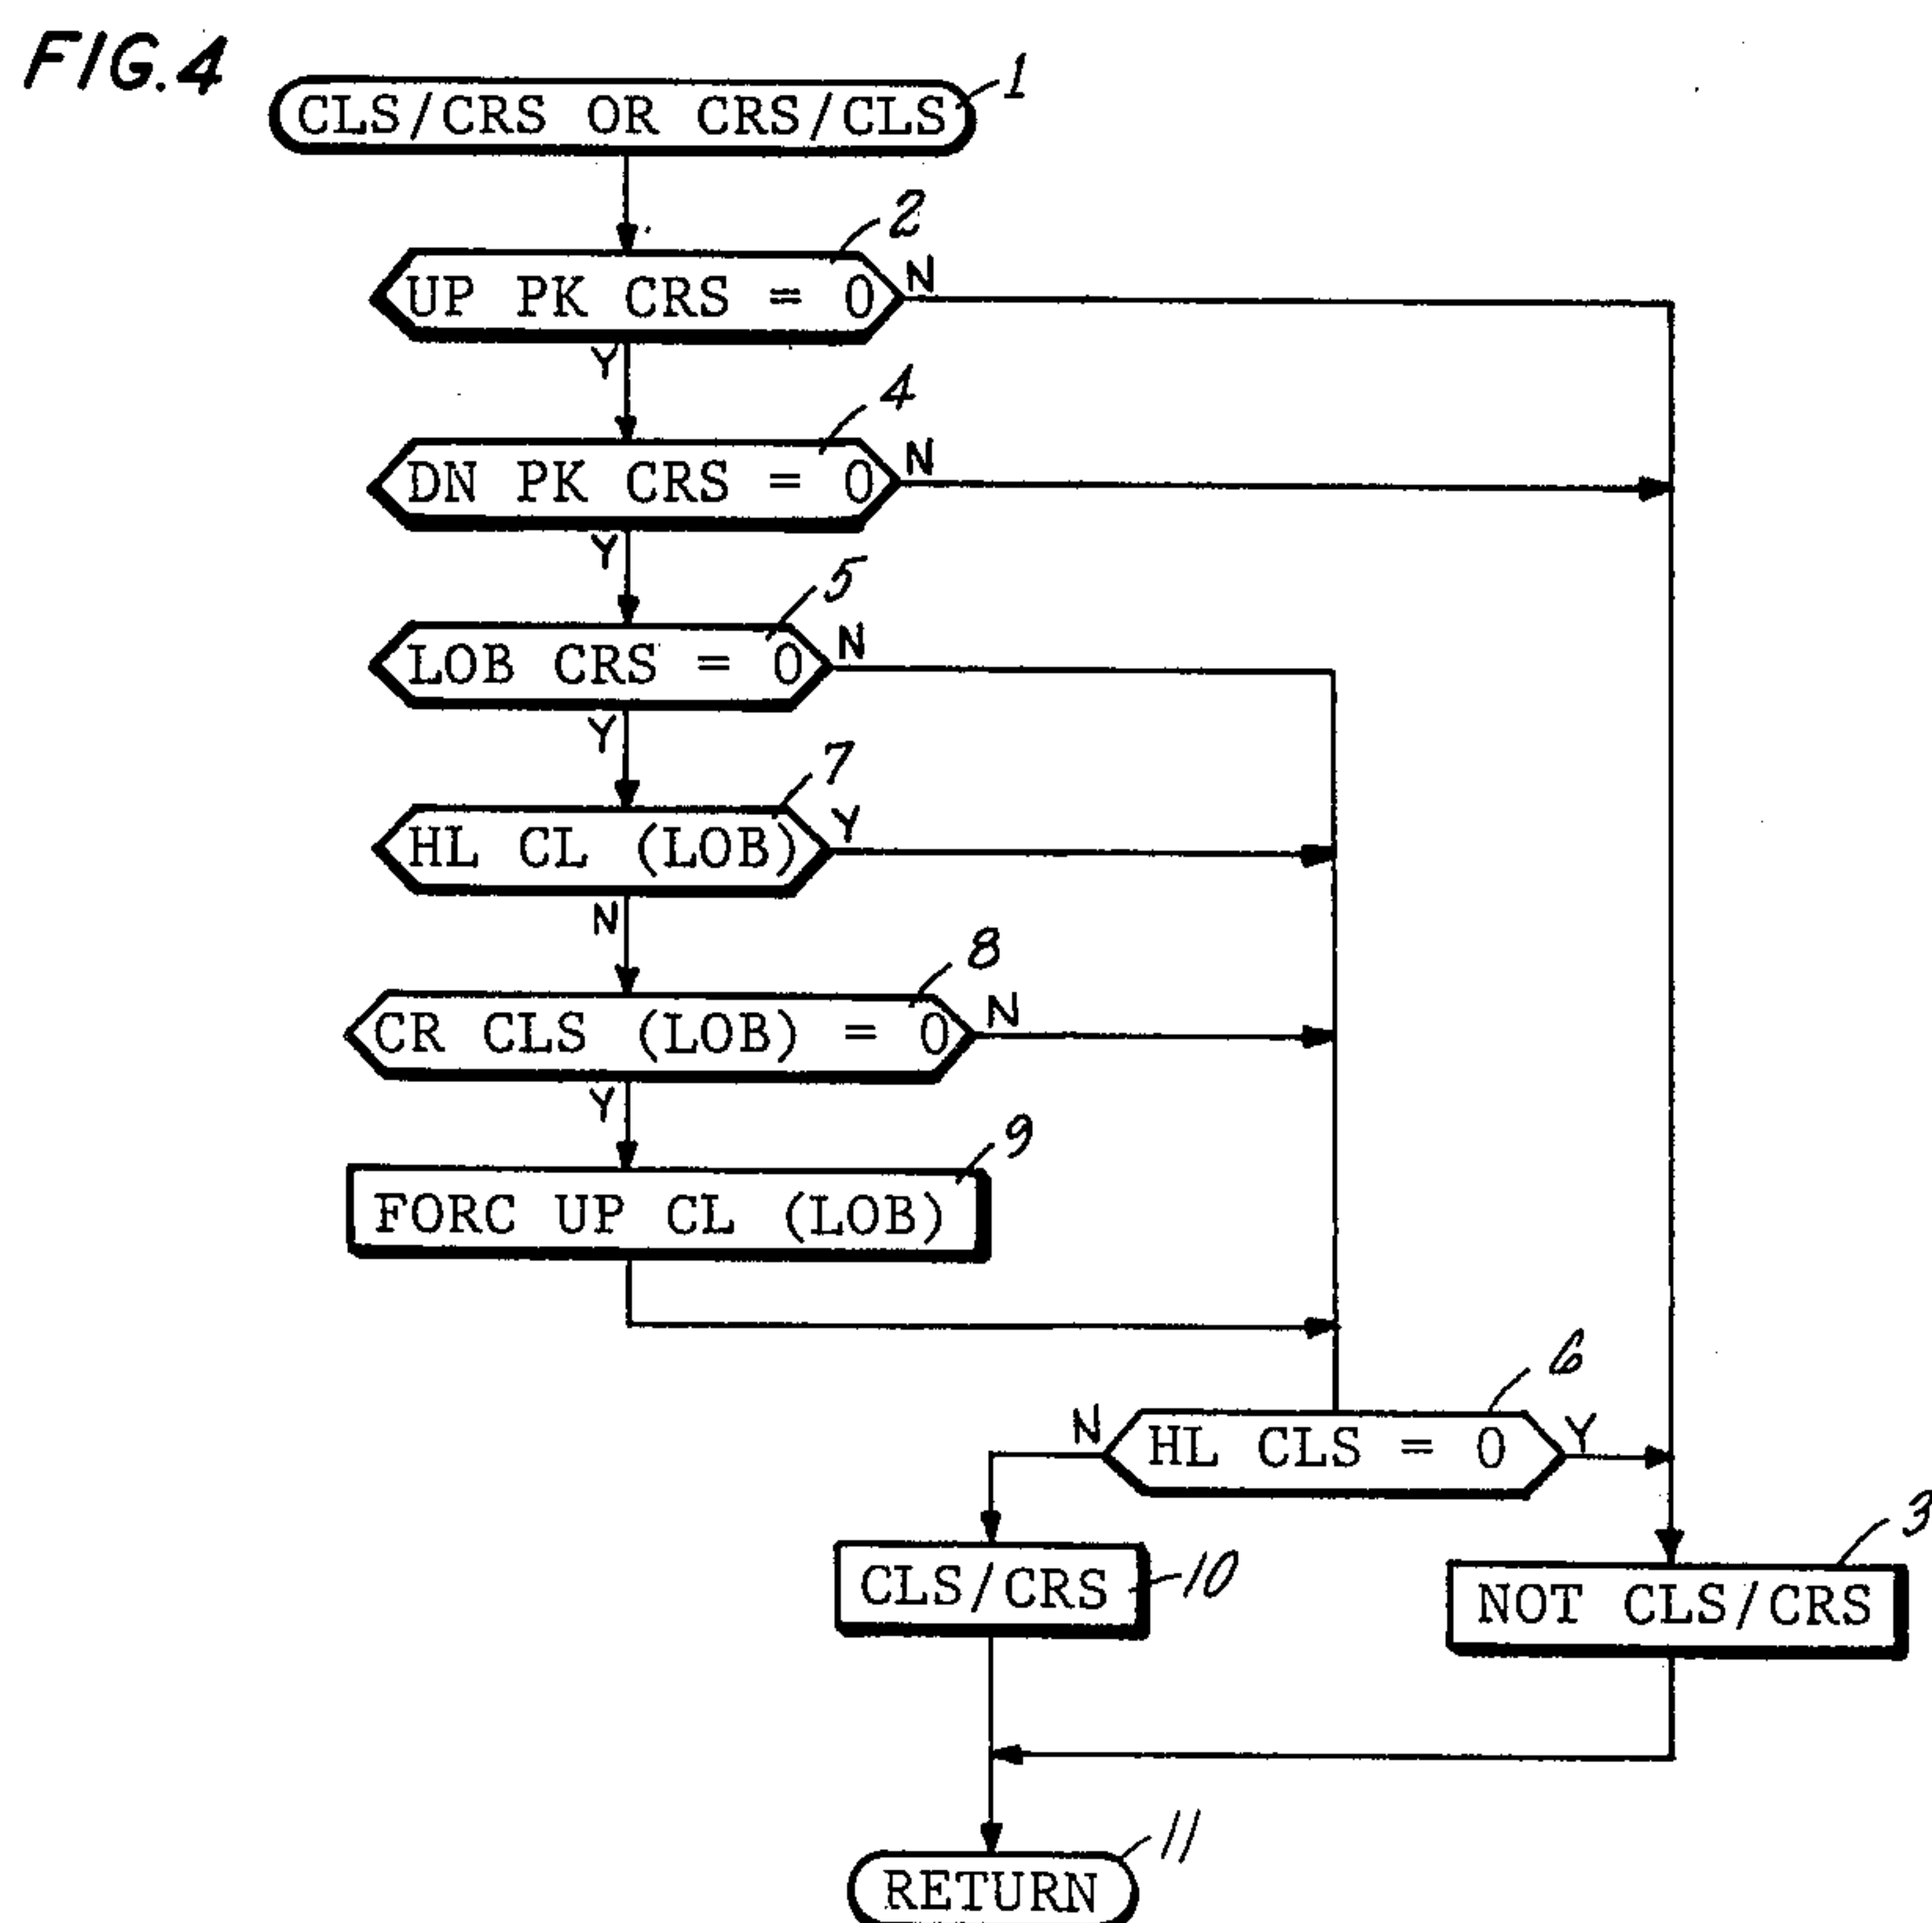 FIG.4
CLS/CRS OR CRS/CLS
1
UP PK CRS = 0
2
N
Y
DN PK CRS = 0
4
N
Y
LOB CRS = 0
5
N
Y
HL CL (LOB)
7
Y
N
CR CLS (LOB) = 0
8
N
Y
FORC UP CL (LOB)
9
N
HL CLS = 0
6
Y
CLS/CRS
10
NOT CLS/CRS
3
RETURN
11